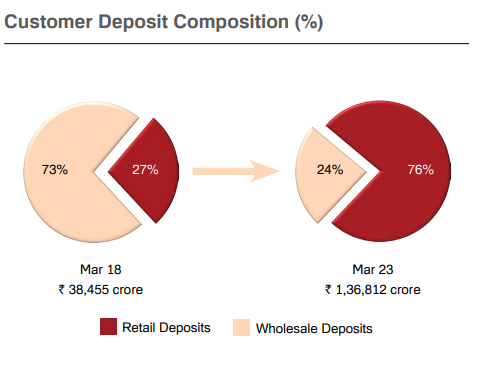 Customer Deposit Composition (%)
73%
27%
24%
76%
Mar 18
₹ 38,455 crore
Mar 23
₹ 1,36,812 crore
Retail Deposits
Wholesale Deposits